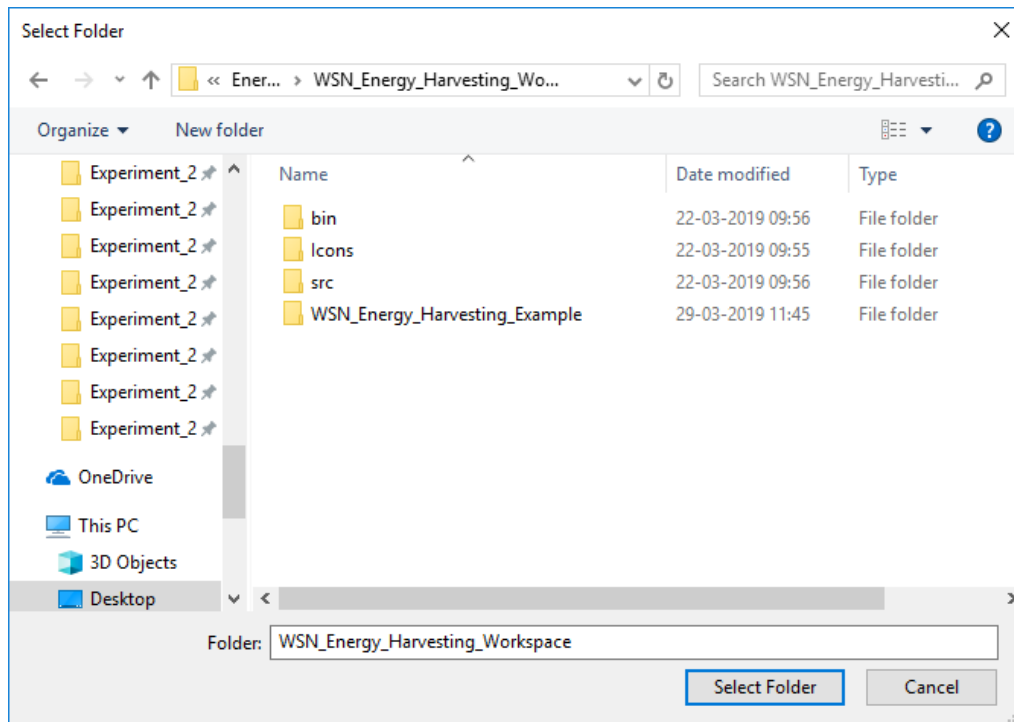 Select Folder
« Ener... > WSN_Energy_Harvesting_Wo... Search WSN_Energy_Harvesti...
Organize New folder ?
Name Date modified Type
Experiment_2
Experiment_2
Experiment_2
Experiment_2
Experiment_2
Experiment_2
Experiment_2
Experiment_2
OneDrive
This PC
3D Objects
Desktop
bin 22-03-2019 09:56 File folder
Icons 22-03-2019 09:55 File folder
src 22-03-2019 09:56 File folder
WSN_Energy_Harvesting_Example 29-03-2019 11:45 File folder
Folder: WSN_Energy_Harvesting_Workspace
Select Folder Cancel